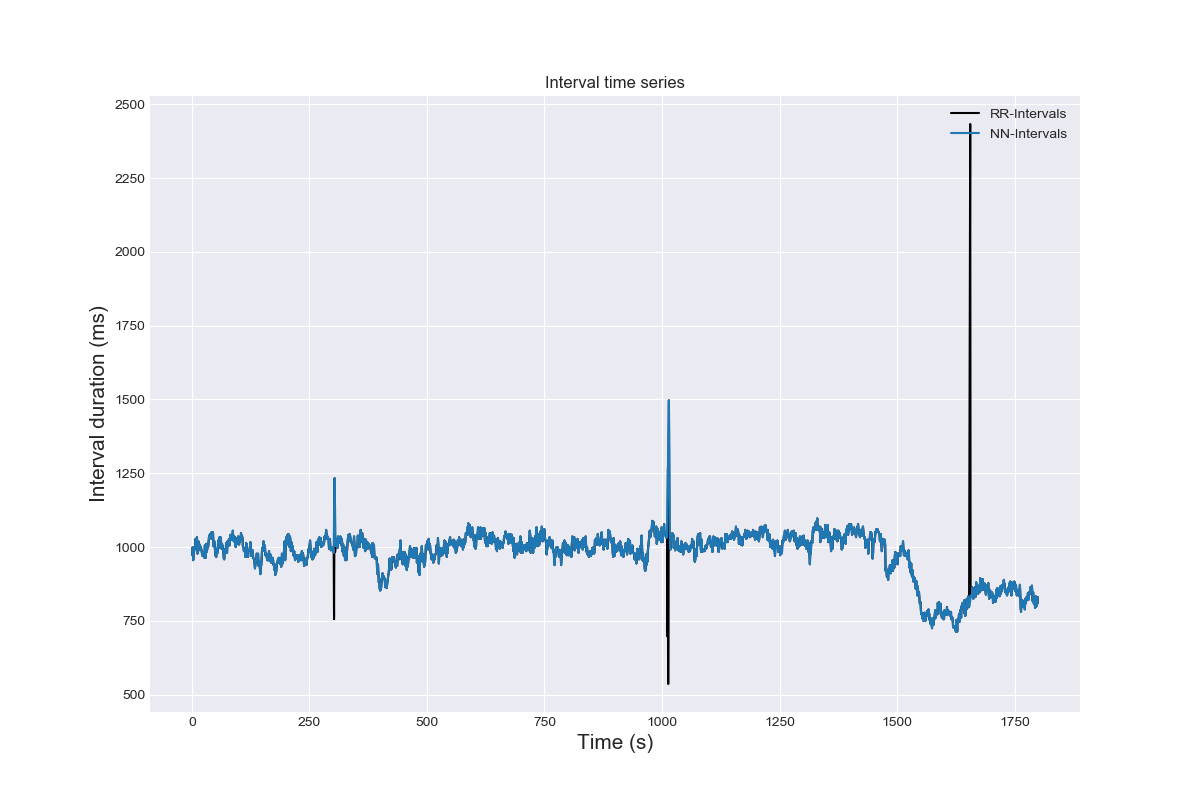 Interval time series
RR-Intervals
NN-Intervals
Interval duration (ms)
2500
2250
2000
1750
1500
1250
1000
750
500
0 250 500 750 1000 1250 1500 1750
Time (s)